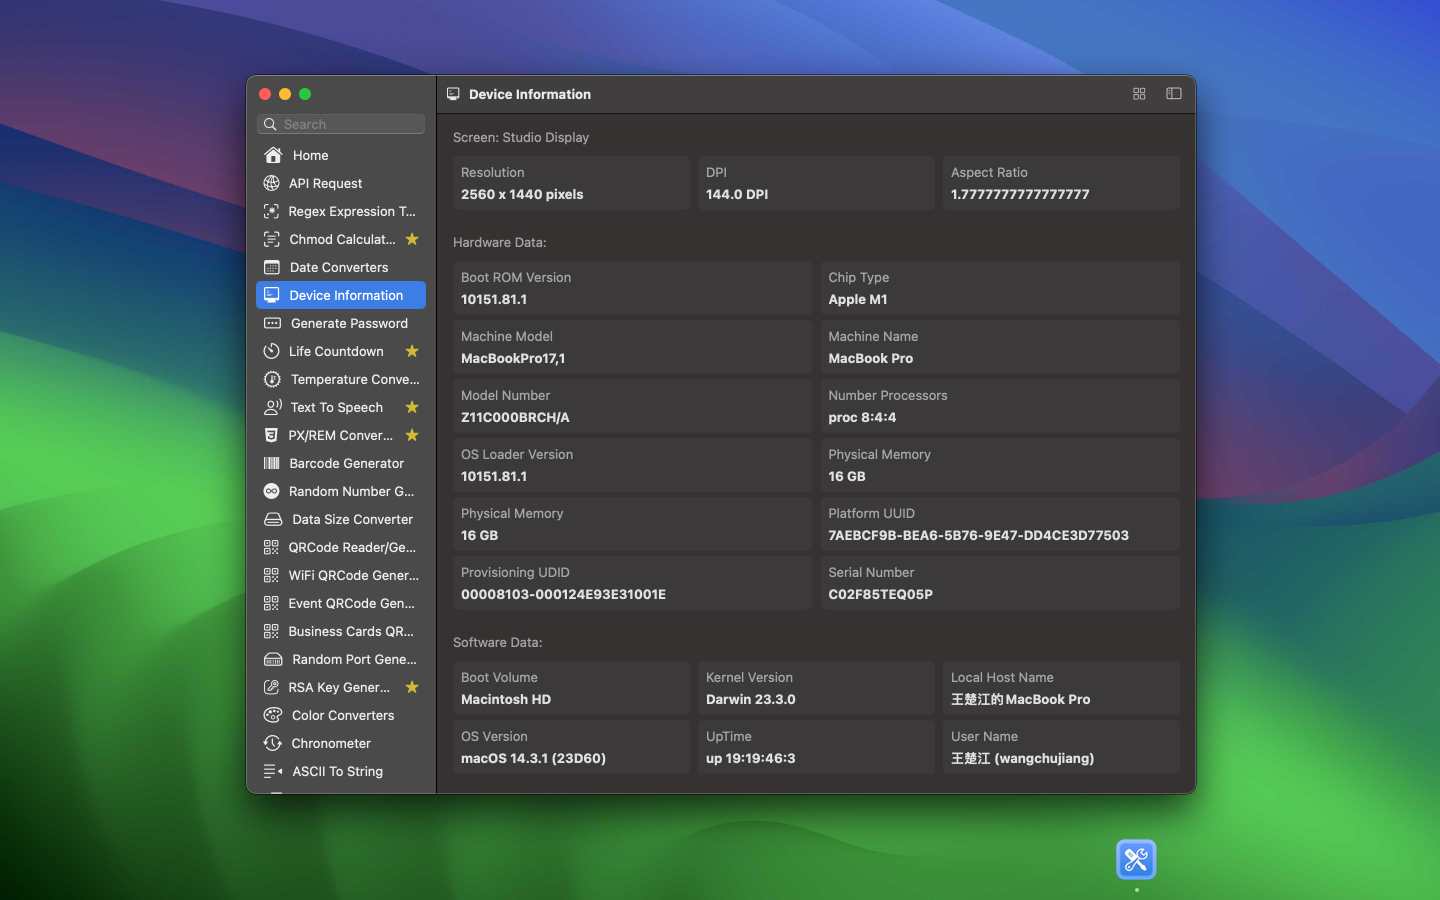 Search
Home
API Request
Regex Expression T...
Chmod Calculat...
Date Converters
Device Information
Generate Password
Life Countdown
Temperature Conve...
Text To Speech
PX/REM Conver...
Barcode Generator
Random Number G...
Data Size Converter
QRCode Reader/Ge...
WiFi QRCode Gener...
Event QRCode Gen...
Business Cards QR...
Random Port Gene...
RSA Key Gener...
Color Converters
Chronometer
ASCII To String
Device Information
Screen: Studio Display
Resolution
2560 x 1440 pixels
DPI
144.0 DPI
Aspect Ratio
1.7777777777777777
Hardware Data:
Boot ROM Version
10151.81.1
Chip Type
Apple M1
Machine Model
MacBookPro17,1
Machine Name
MacBook Pro
Model Number
Z11C000BRCH/A
Number Processors
proc 8:4:4
OS Loader Version
10151.81.1
Physical Memory
16 GB
Physical Memory
16 GB
Platform UUID
7AEBCF9B-BEA6-5B76-9E47-DD4CE3D77503
Provisioning UDID
00008103-000124E93E31001E
Serial Number
C02F85TEQ05P
Software Data:
Boot Volume
Macintosh HD
Kernel Version
Darwin 23.3.0
Local Host Name
王楚江的MacBook Pro
OS Version
macOS 14.3.1 (23D60)
UpTime
up 19:19:46:3
User Name
王楚江 (wangchujiang)